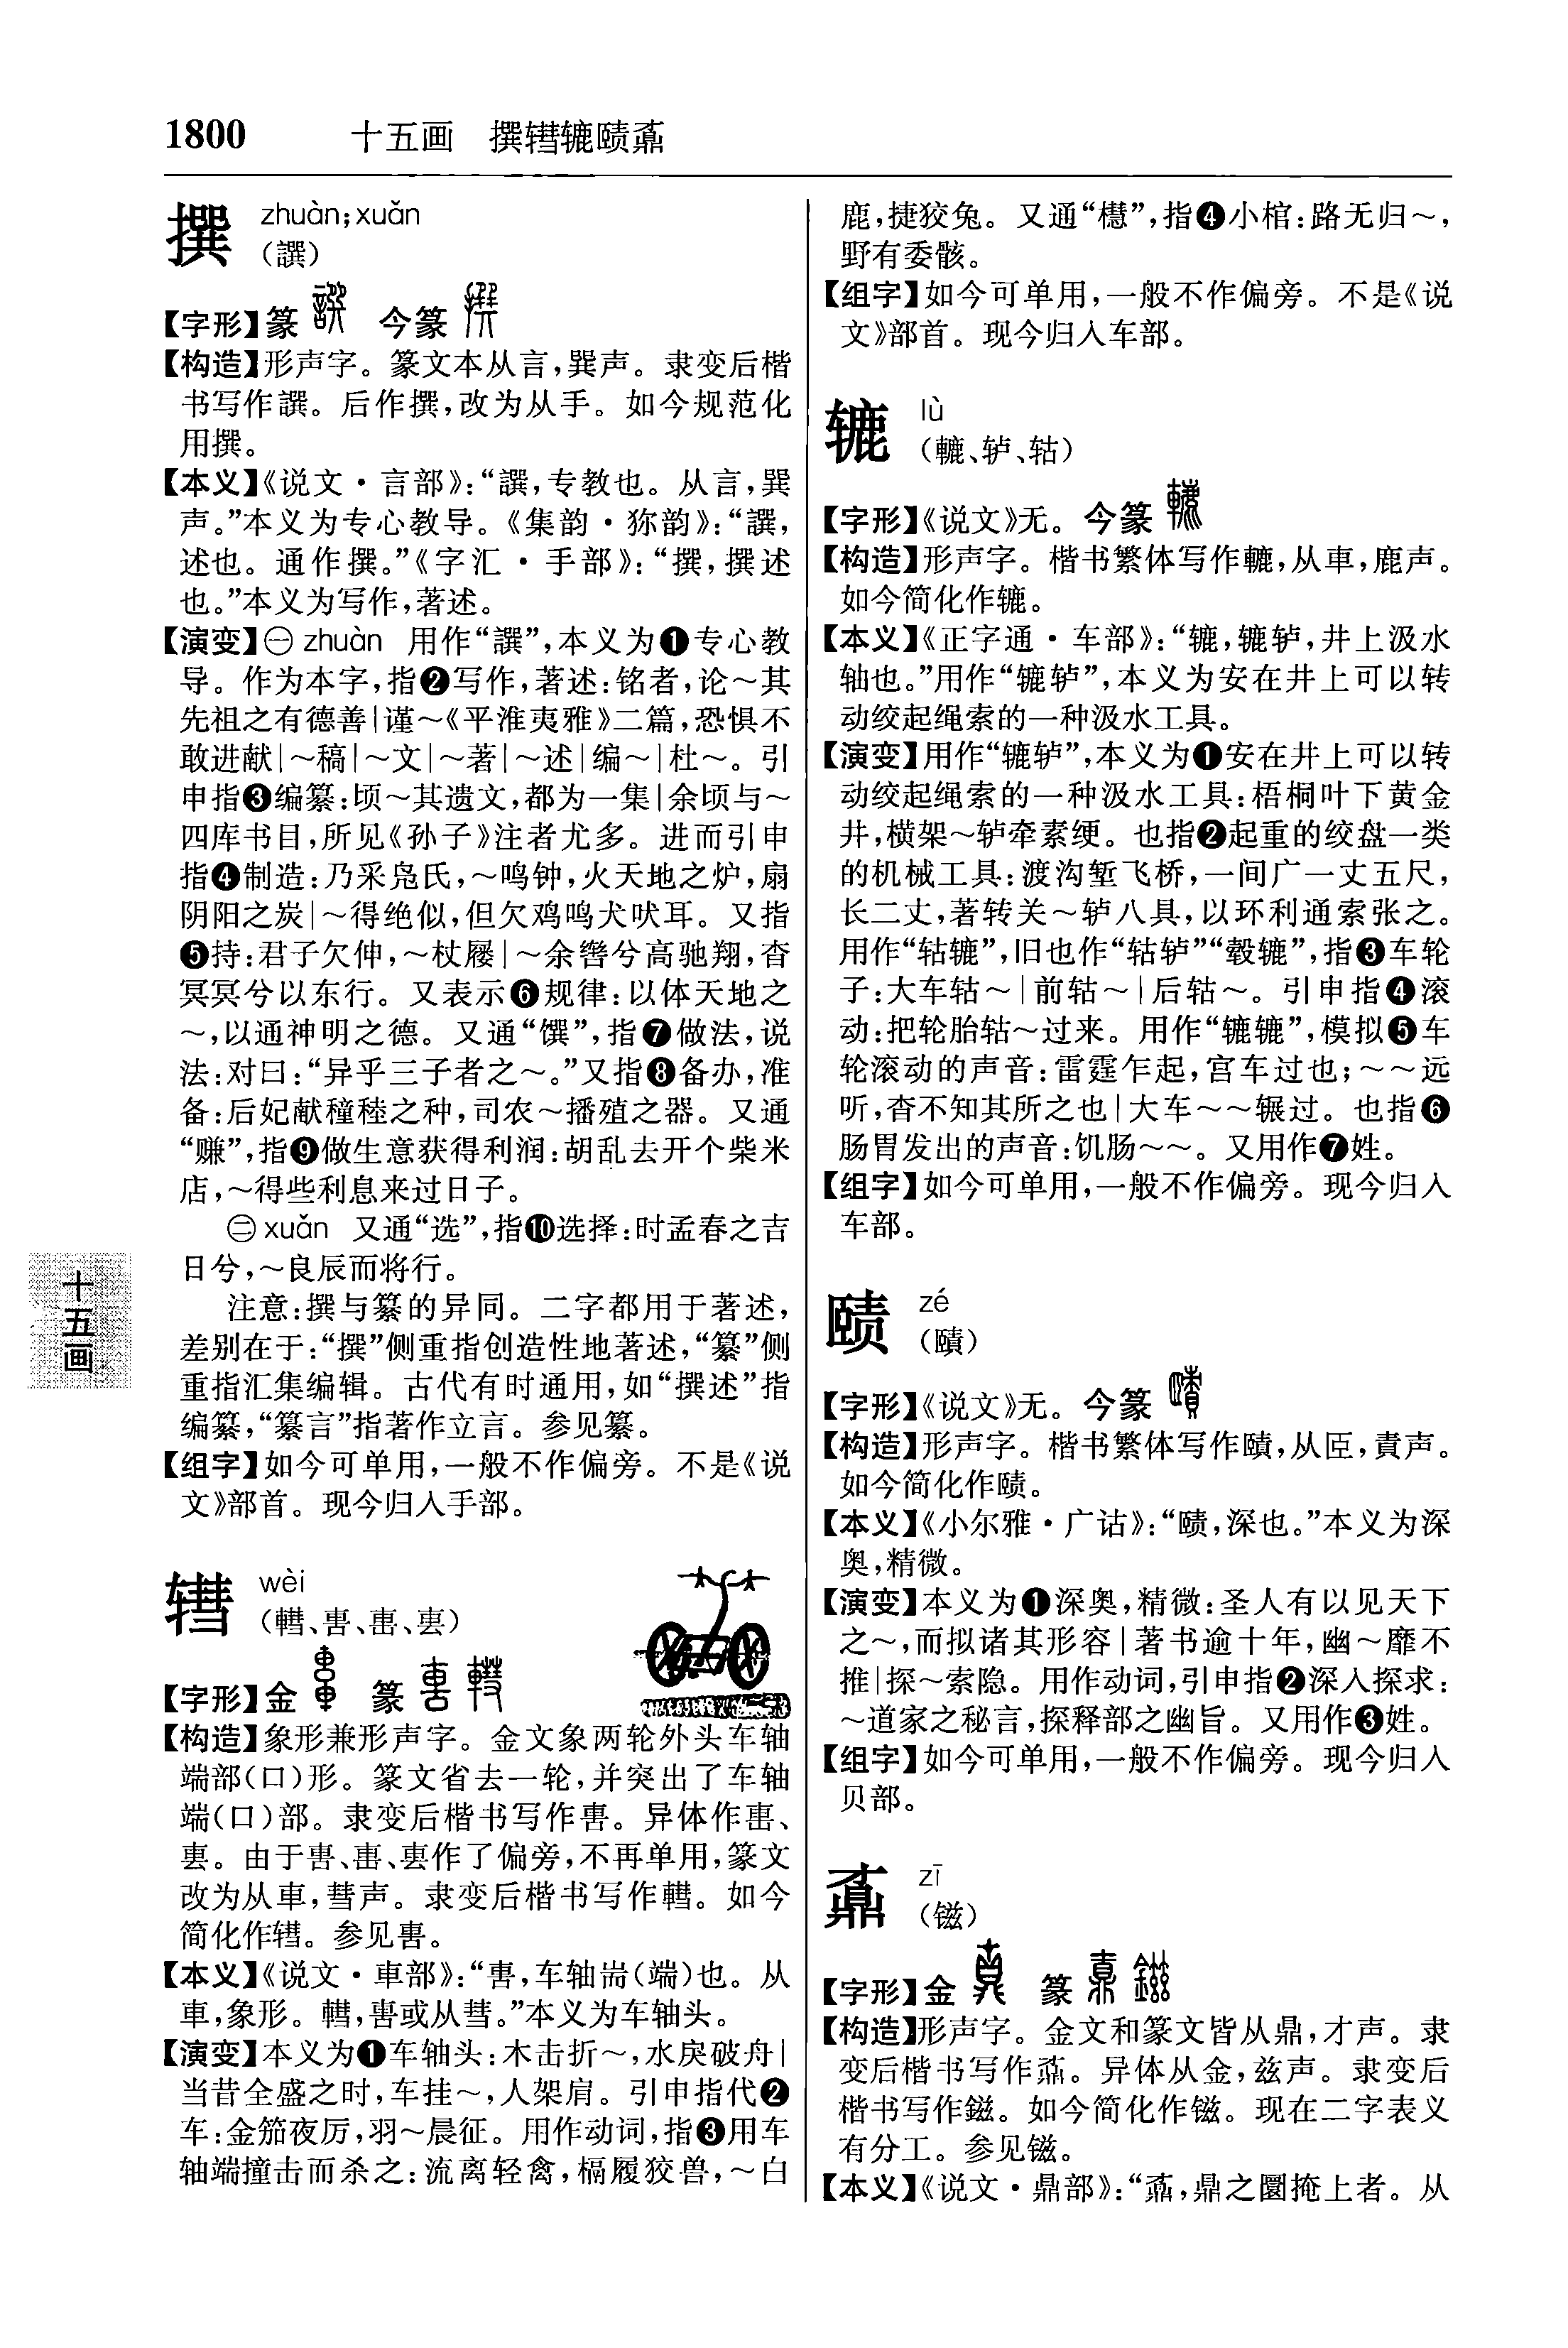 1800 十五画 撰𫐐辘赜鼒
撰 zhuàn;xuǎn
(譔)
【字形】篆 今篆
【构造】形声字。篆文本从言,巽声。隶变后楷
书写作譔。后作撰,改为从手。如今规范化
用撰。
【本义】《说文·言部》:“譔,专教也。从言,巽
声。”本义为专心教导。《集韵·狝韵》:“譔,
述也。通作撰。”《字汇·手部》:“撰,撰述
也。”本义为写作,著述。
【演变】㊀zhuàn 用作“譔”,本义为❶专心教
导。作为本字,指❷写作,著述:铭者,论~其
先祖之有德善|谨~《平淮夷雅》二篇,恐惧不
敢进献|~稿|~文|~著|~述|编~|杜~。引
申指❸编纂:顷~其遗文,都为一集|余顷与~
四库书目,所见《孙子》注者尤多。进而引申
指❹制造:乃采凫氏,~鸣钟,火天地之炉,扇
阴阳之炭|~得绝似,但欠鸡鸣犬吠耳。又指
❺持:君子欠伸,~杖屦|~余辔兮高驰翔,杳
冥冥兮以东行。又表示❻规律:以体天地之
~,以通神明之德。又通“馔”,指❼做法,说
法:对曰:“异乎三子者之~。”又指❽备办,准
备:后妃献穜稑之种,司农~播殖之器。又通
“赚”,指❾做生意获得利润:胡乱去开个柴米
店,~得些利息来过日子。
㊁xuǎn 又通“选”,指❿选择:时孟春之吉
日兮,~良辰而将行。
注意:撰与纂的异同。二字都用于著述,
差别在于:“撰”侧重指创造性地著述,“纂”侧
重指汇集编辑。古代有时通用,如“撰述”指
编纂,“纂言”指著作立言。参见纂。
【组字】如今可单用,一般不作偏旁。不是《说
文》部首。现今归入手部。
wèi
【字形】金 篆
【构造】象形兼形声字。金文象两轮外头车轴
端部(口)形。篆文省去一轮,并突出了车轴
端(口)部。隶变后楷书写作軎。异体作
由于軎、作了偏旁,不再单用,篆文
改为从車,彗声。隶变后楷书写作轊。如今
简化作。参见軎。
【本义】《说文·車部》:“軎,车轴耑(端)也。从
車,象形。轊,軎或从彗。”本义为车轴头。
【演变】本义为❶车轴头:木击折~,水戾破舟|
当昔全盛之时,车挂~,人架肩。引申指代❷
车:金笳夜厉,羽~晨征。用作动词,指❸用车
轴端撞击而杀之:流离轻禽,槅履狡兽,~白
鹿,捷狡兔。又通“槥”,指❹小棺:路无归~,
野有委骸。
【组字】如今可单用,一般不作偏旁。不是《说
文》部首。现今归入车部。
辘 lù
(轆、轳、轱)
【字形】《说文》无。今篆
【构造】形声字。楷书繁体写作轆,从車,鹿声。
如今简化作辘。
【本义】《正字通·车部》:“辘,辘轳,井上汲水
轴也。”用作“辘轳”,本义为安在井上可以转
动绞起绳索的一种汲水工具。
【演变】用作“辘轳”,本义为❶安在井上可以转
动绞起绳索的一种汲水工具:梧桐叶下黄金
井,横架~轳牵素绠。也指❷起重的绞盘一类
的机械工具:渡沟堑飞桥,一间广一丈五尺,
长二丈,著转关~轳八具,以环利通索张之。
用作“轱辘”,旧也作“轱轳”“毂辘”,指❸车轮
子:大车轱~|前轱~|后轱~。引申指❹滚
动:把轮胎轱~过来。用作“辘辘”,模拟❺车
轮滚动的声音:雷霆乍起,宫车过也;~~远
听,杳不知其所之也|大车~~辗过。也指❻
肠胃发出的声音:饥肠~~。又用作❼姓。
【组字】如今可单用,一般不作偏旁。现今归入
车部。
赜 zé
(賾)
【字形】《说文》无。今篆
【构造】形声字。楷书繁体写作賾,从𦣞,責声。
如今简化作赜。
【本义】《小尔雅·广诂》:“赜,深也。”本义为深
奥,精微。
【演变】本义为❶深奥,精微:圣人有以见天下
之~,而拟诸其形容|著书逾十年,幽~靡不
推|探~索隐。用作动词,引申指❷深入探求:
~道家之秘言,探释部之幽旨。又用作❸姓。
【组字】如今可单用,一般不作偏旁。现今归入
贝部。
鼒 zī
(镃)
【字形】金 篆
【构造】形声字。金文和篆文皆从鼎,才声。隶
变后楷书写作鼒。异体从金,兹声。隶变后
楷书写作鎡。如今简化作镃。现在二字表义
有分工。参见镃。
【本义】《说文·鼎部》:“鼒,鼎之圜掩上者。从
十五画